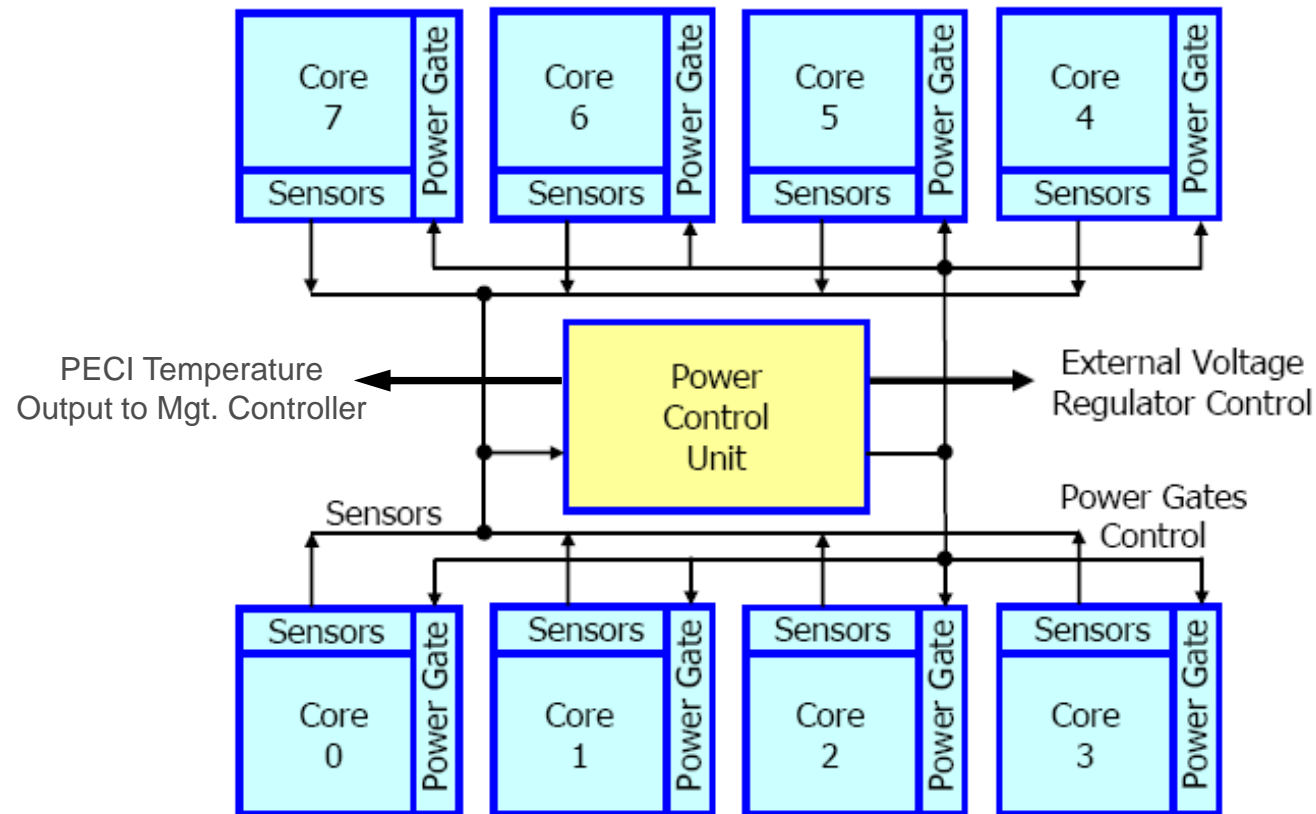 Core
7
Power Gate
Sensors
Core
6
Power Gate
Sensors
Core
5
Power Gate
Sensors
Core
4
Power Gate
Sensors
PECI Temperature
Output to Mgt. Controller
Power
Control
Unit
External Voltage
Regulator Control
Sensors
Power Gates
Control
Sensors
Core
0
Power Gate
Sensors
Core
1
Power Gate
Sensors
Core
2
Power Gate
Sensors
Core
3
Power Gate